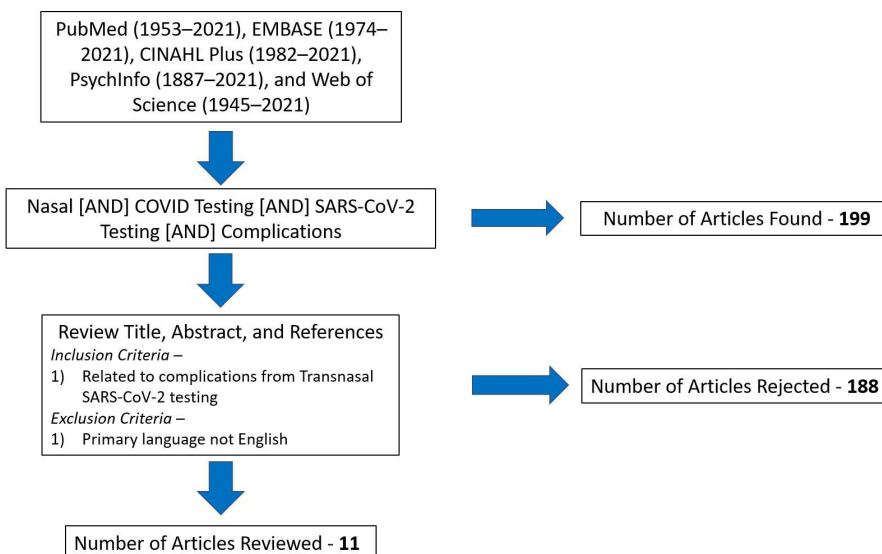 PubMed (1953–2021), EMBASE (1974–
2021), CINAHL Plus (1982–2021),
PsychInfo (1887–2021), and Web of
Science (1945–2021)
Nasal [AND] COVID Testing [AND] SARS-CoV-2
Testing [AND] Complications
Number of Articles Found - 199
Review Title, Abstract, and References
Inclusion Criteria –
1) Related to complications from Transnasal
SARS-CoV-2 testing
Exclusion Criteria –
1) Primary language not English
Number of Articles Rejected - 188
Number of Articles Reviewed - 11